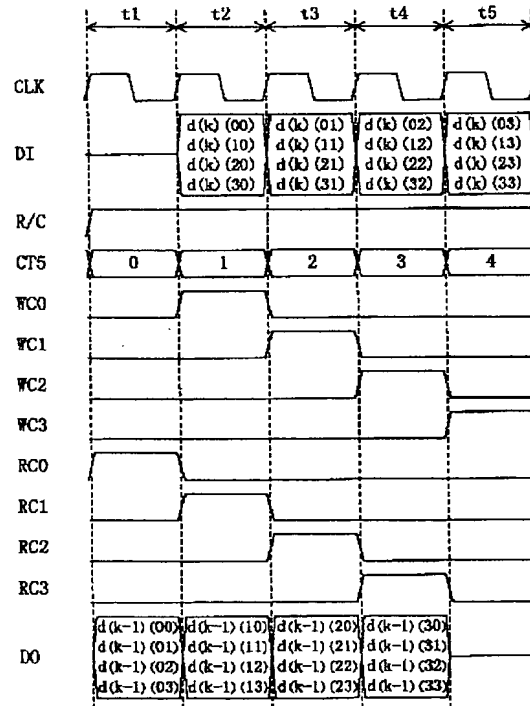 t1 t2 t3 t4 t5
CLK
DI
d(k)(00) d(k)(01) d(k)(02) d(k)(03)
d(k)(10) d(k)(11) d(k)(12) d(k)(13)
d(k)(20) d(k)(21) d(k)(22) d(k)(23)
d(k)(30) d(k)(31) d(k)(32) d(k)(33)
R/C
CT5 0 1 2 3 4
WC0
WC1
WC2
WC3
RC0
RC1
RC2
RC3
DO
d(k-1)(00) d(k-1)(10) d(k-1)(20) d(k-1)(30)
d(k-1)(01) d(k-1)(11) d(k-1)(21) d(k-1)(31)
d(k-1)(02) d(k-1)(12) d(k-1)(22) d(k-1)(32)
d(k-1)(03) d(k-1)(13) d(k-1)(23) d(k-1)(33)